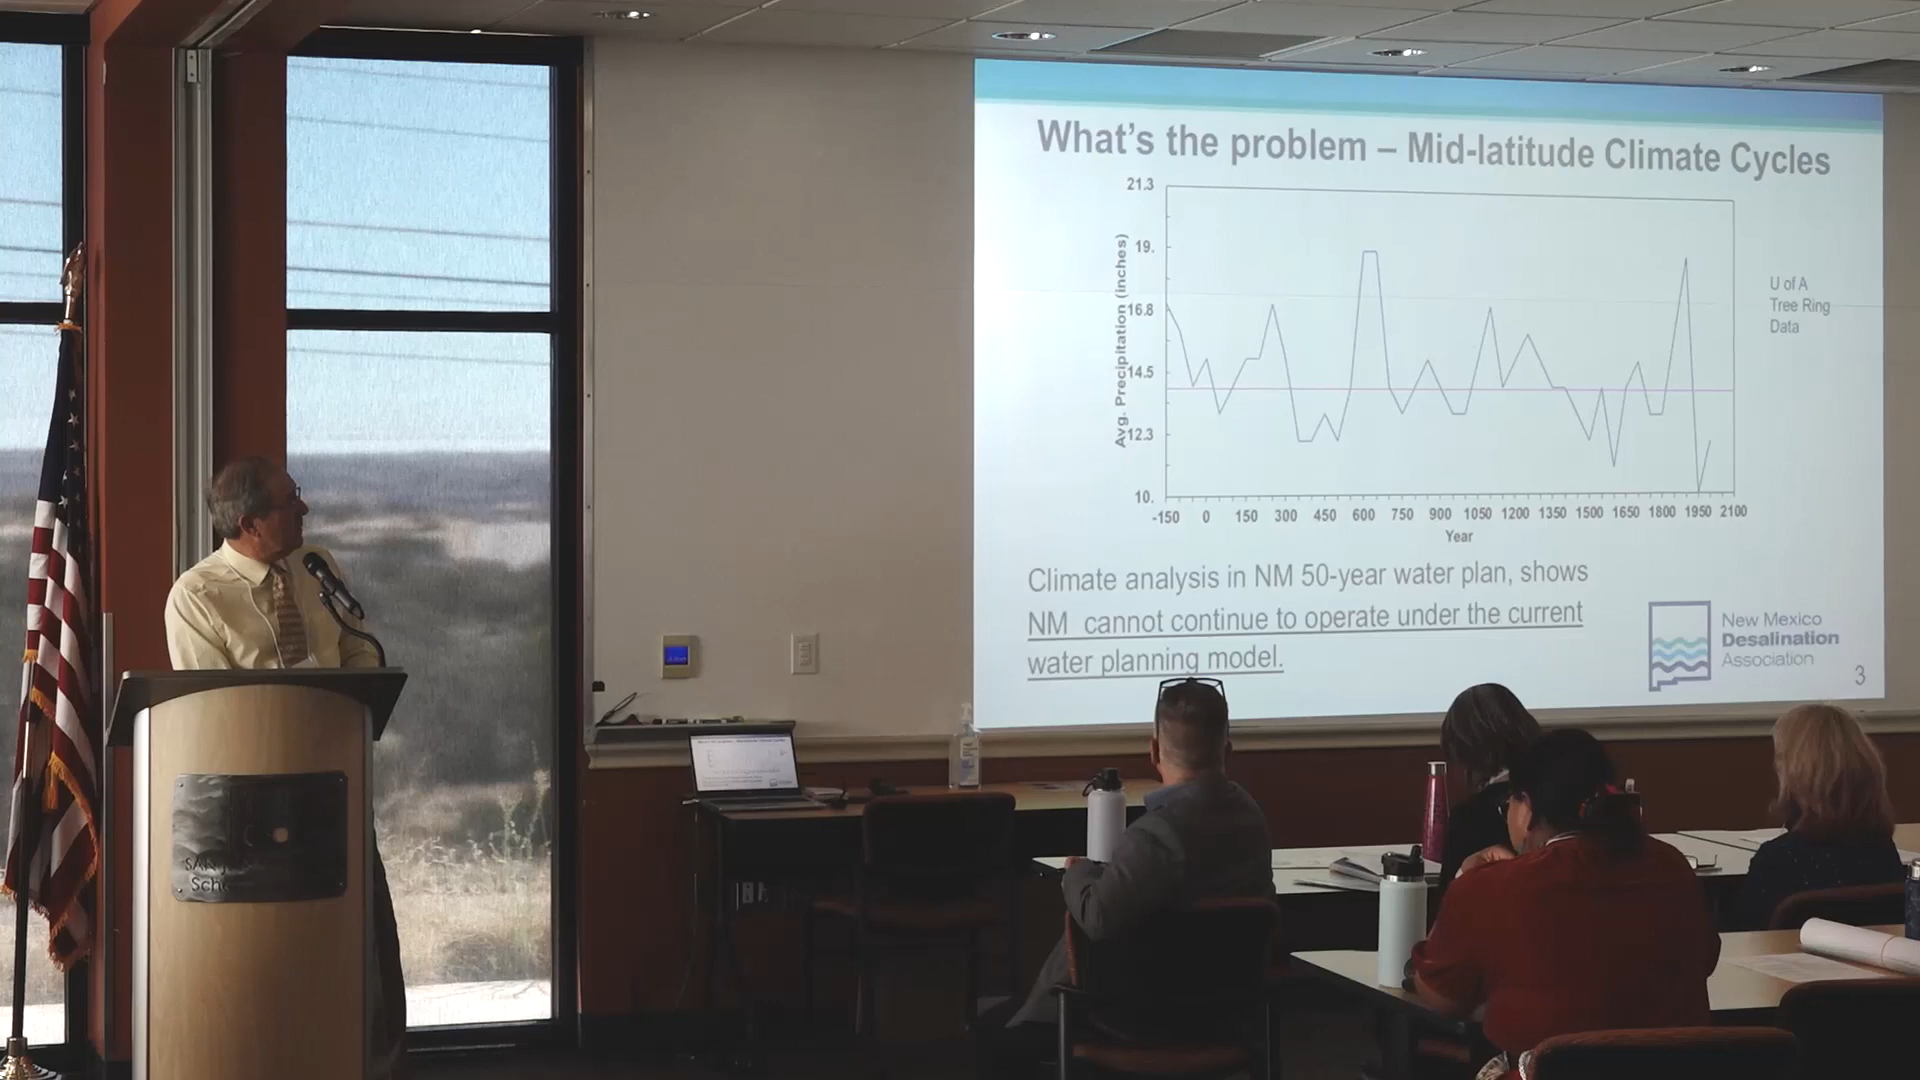 What's the problem – Mid-latitude Climate Cycles
21.3
19.
16.8
14.5
12.3
10.
Avg. Precipitation (inches)
-150 0 150 300 450 600 750 900 1050 1200 1350 1500 1650 1800 1950 2100
Year
U of A
Tree Ring
Data
Climate analysis in NM 50-year water plan, shows
NM cannot continue to operate under the current
water planning model.
New Mexico
Desalination
Association
3